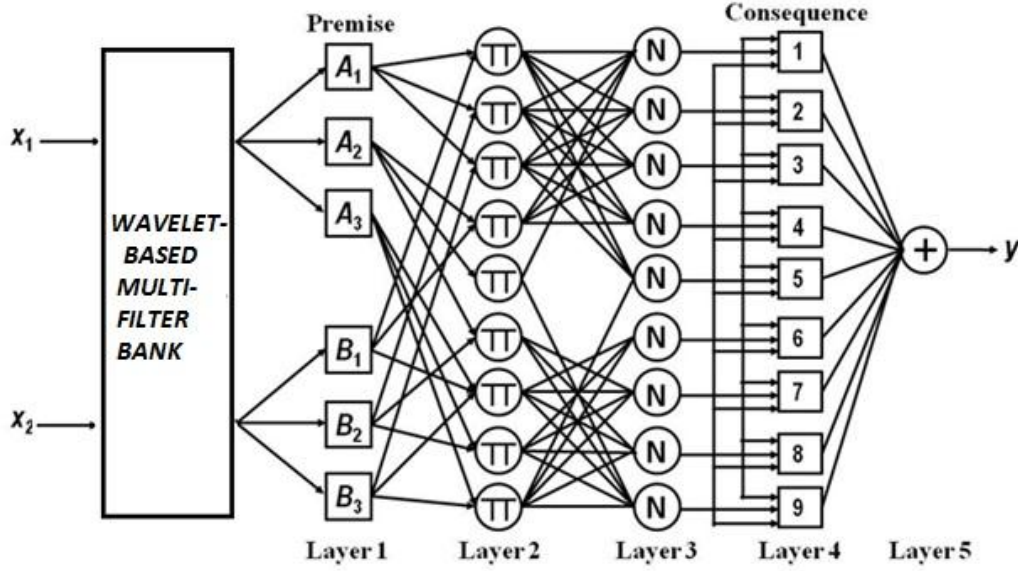 Premise
Consequence
x₁
x₂
WAVELET-
BASED
MULTI-
FILTER
BANK
A₁
A₂
A₃
B₁
B₂
B₃
Π
Π
Π
Π
Π
Π
Π
Π
Π
N
N
N
N
N
N
N
N
N
1
2
3
4
5
6
7
8
9
+
y
Layer 1
Layer 2
Layer 3
Layer 4
Layer 5